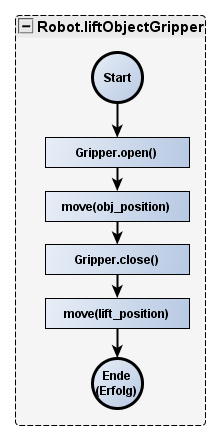 Robot.liftObjectGripper
Start
Gripper.open()
move(obj_position)
Gripper.close()
move(lift_position)
Ende
(Erfolg)